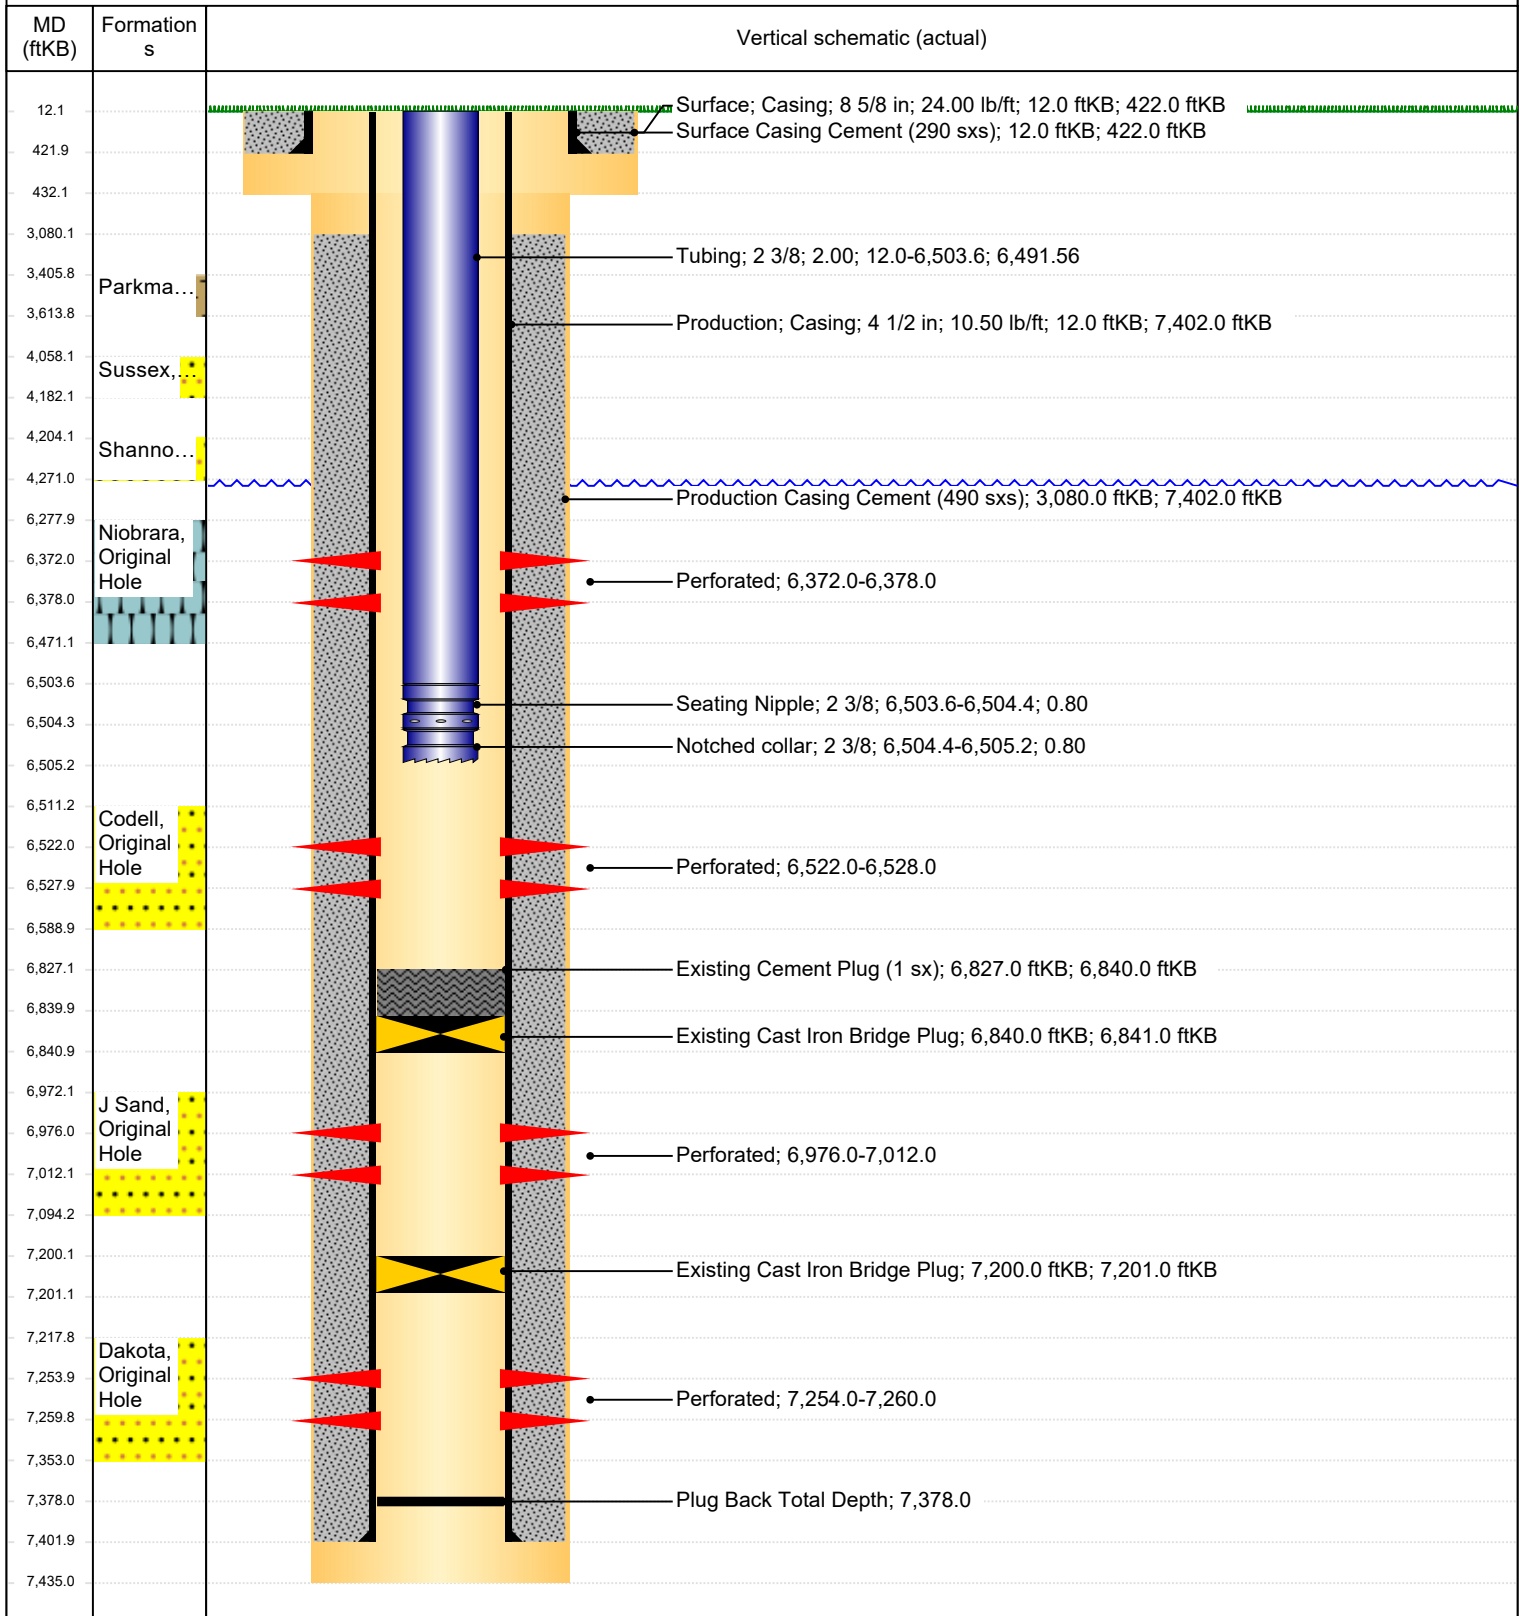 MD
(ftKB)
Formation
s
Vertical schematic (actual)
12.1
Surface; Casing; 8 5/8 in; 24.00 lb/ft; 12.0 ftKB; 422.0 ftKB
Surface Casing Cement (290 sxs); 12.0 ftKB; 422.0 ftKB
421.9
432.1
3,080.1
Tubing; 2 3/8; 2.00; 12.0-6,503.6; 6,491.56
3,405.8
Parkma...
3,613.8
Production; Casing; 4 1/2 in; 10.50 lb/ft; 12.0 ftKB; 7,402.0 ftKB
4,058.1
Sussex,...
4,182.1
4,204.1
Shanno...
4,271.0
Production Casing Cement (490 sxs); 3,080.0 ftKB; 7,402.0 ftKB
6,277.9
Niobrara,
Original
Hole
6,372.0
Perforated; 6,372.0-6,378.0
6,378.0
6,471.1
6,503.6
Seating Nipple; 2 3/8; 6,503.6-6,504.4; 0.80
6,504.3
Notched collar; 2 3/8; 6,504.4-6,505.2; 0.80
6,505.2
6,511.2
Codell,
Original
Hole
6,522.0
Perforated; 6,522.0-6,528.0
6,527.9
6,588.9
6,827.1
Existing Cement Plug (1 sx); 6,827.0 ftKB; 6,840.0 ftKB
6,839.9
Existing Cast Iron Bridge Plug; 6,840.0 ftKB; 6,841.0 ftKB
6,840.9
6,972.1
J Sand,
Original
Hole
6,976.0
Perforated; 6,976.0-7,012.0
7,012.1
7,094.2
7,200.1
Existing Cast Iron Bridge Plug; 7,200.0 ftKB; 7,201.0 ftKB
7,201.1
7,217.8
Dakota,
Original
Hole
7,253.9
Perforated; 7,254.0-7,260.0
7,259.8
7,353.0
7,378.0
Plug Back Total Depth; 7,378.0
7,401.9
7,435.0